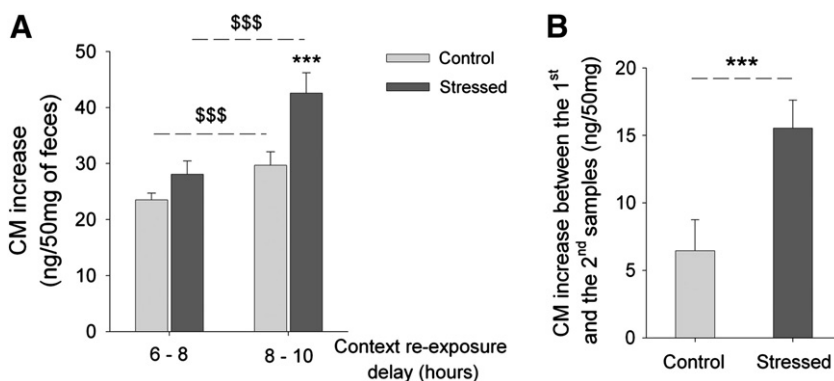 A
$$$
50
***
Control
Stressed
40
$$$
30
20
10
0
CM increase
(ng/50mg of feces)
6 - 8
8 - 10
Context re-exposure
delay (hours)
B
***
20
15
10
5
0
CM increase between the 1st
and the 2nd samples (ng/50mg)
Control
Stressed